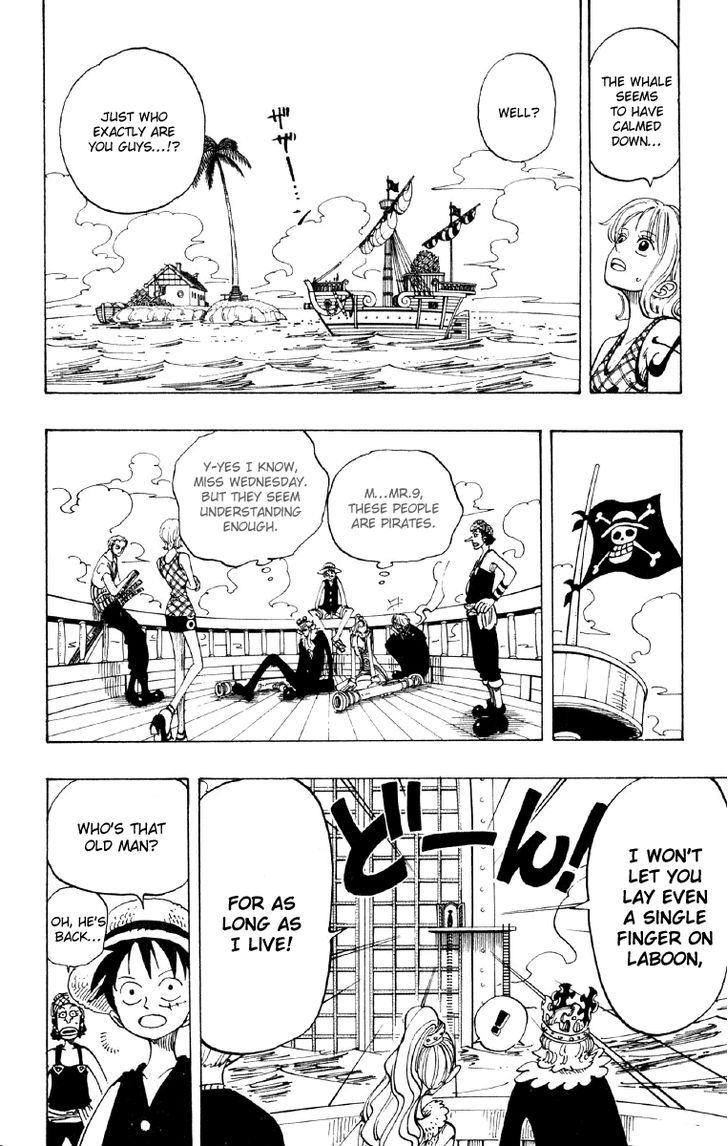 THE WHALE
SEEMS
TO HAVE
CALMED
DOWN...
WELL?
ザザーー...
JUST WHO
EXACTLY ARE
YOU GUYS...!?
M...MR.9,
THESE PEOPLE
ARE PIRATES.
Y-YES I KNOW,
MISS WEDNESDAY.
BUT THEY SEEM
UNDERSTANDING
ENOUGH.
I WON'T
LET YOU
LAY EVEN
A SINGLE
FINGER ON
LABOON,
どーん!
!
FOR AS
LONG AS
I LIVE!
WHO'S THAT
OLD MAN?
OH, HE'S
BACK...